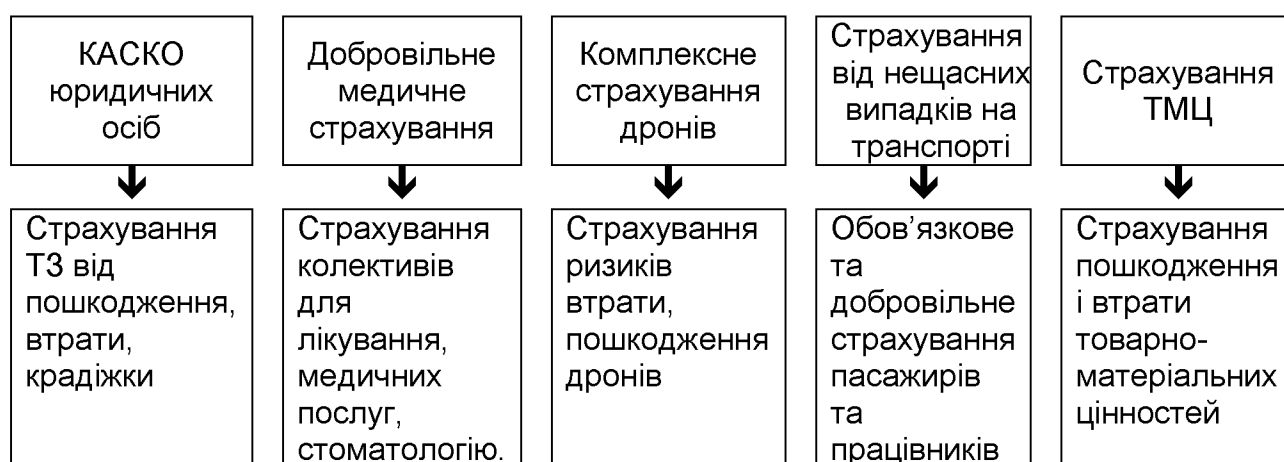 КАСКО
юридичних
осіб
Добровільне
медичне
страхування
Комплексне
страхування
дронів
Страхування
від нещасних
випадків на
транспорті
Страхування
ТМЦ
Страхування
ТЗ від
пошкодження,
втрати,
крадіжки
Страхування
колективів
для
лікування,
медичних
послуг,
стоматологію.
Страхування
ризиків
втрати,
пошкодження
дронів
Обов’язкове
та
добровільне
страхування
пасажирів
та
працівників
Страхування
пошкодження
і втрати
товарно-
матеріальних
цінностей